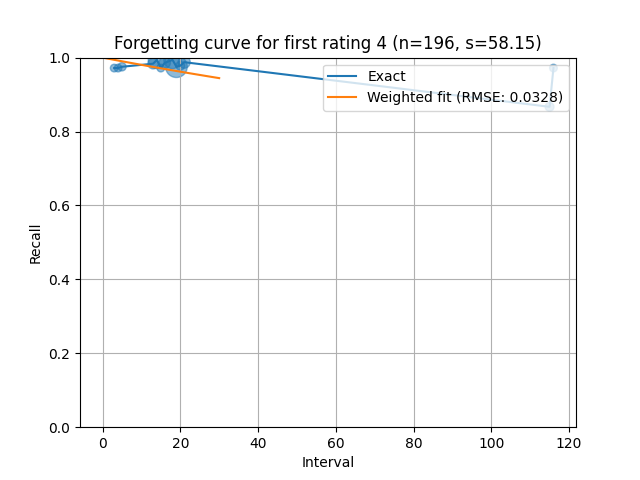 Forgetting curve for first rating 4 (n=196, s=58.15)
Exact
Weighted fit (RMSE: 0.0328)
1.0
0.8
0.6
0.4
0.2
0.0
Recall
0 20 40 60 80 100 120
Interval